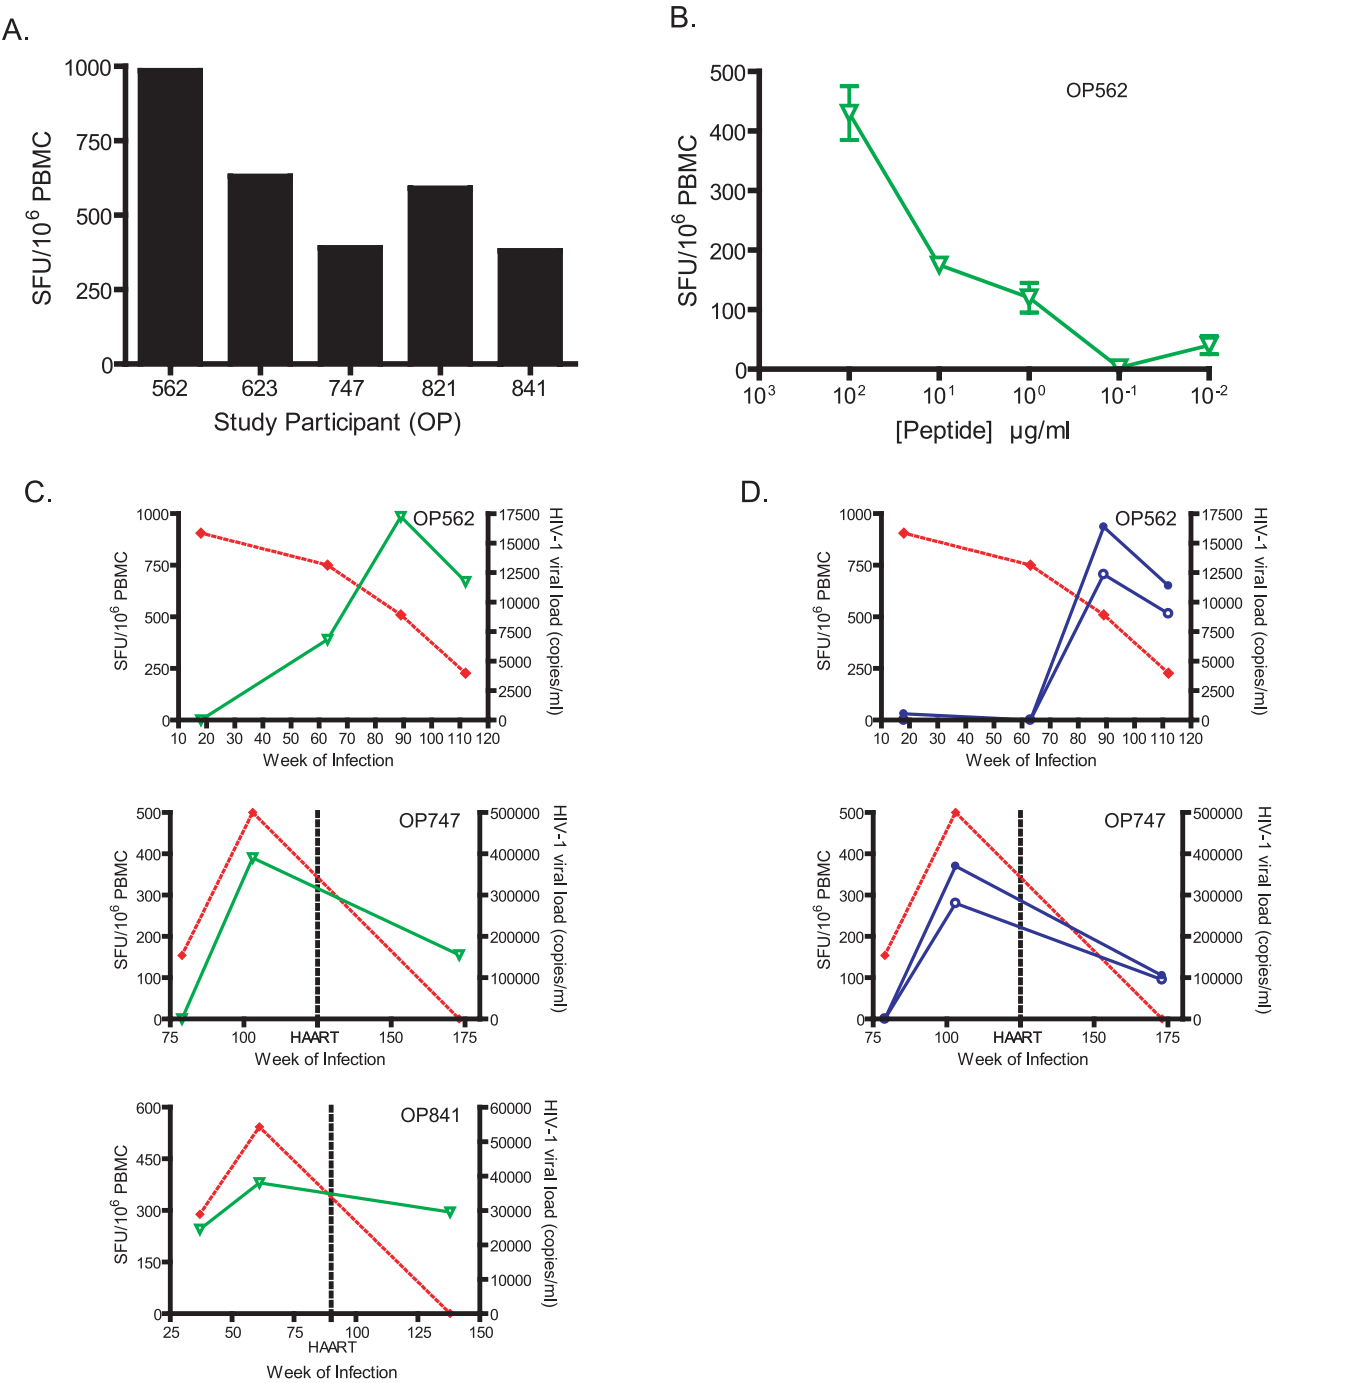 A.
SFU/10⁶ PBMC
1000
750
500
250
0
562 623 747 821 841
Study Participant (OP)
B.
OP562
SFU/10⁶ PBMC
500
400
300
200
100
0
10³ 10² 10¹ 10⁰ 10⁻¹ 10⁻²
[Peptide] µg/ml
C.
OP562
SFU/10⁶ PBMC
1000
750
500
250
0
17500
15000
12500
10000
7500
5000
2500
0
HIV-1 viral load (copies/ml)
10 20 30 40 50 60 70 80 90 100 110 120
Week of Infection
OP747
SFU/10⁶ PBMC
500
400
300
200
100
0
500000
400000
300000
200000
100000
0
HIV-1 viral load (copies/ml)
75 100 HAART 150 175
Week of Infection
OP841
SFU/10⁶ PBMC
600
450
300
150
0
60000
50000
40000
30000
20000
10000
0
HIV-1 viral load (copies/ml)
25 50 75 100 125 150
HAART
Week of Infection
D.
OP562
SFU/10⁶ PBMC
1000
750
500
250
0
17500
15000
12500
10000
7500
5000
2500
0
HIV-1 viral load (copies/ml)
10 20 30 40 50 60 70 80 90 100 110 120
Week of Infection
OP747
SFU/10⁹ PBMC
500
400
300
200
100
0
500000
400000
300000
200000
100000
0
HIV-1 viral load (copies/ml)
75 100 HAART 150 175
Week of Infection